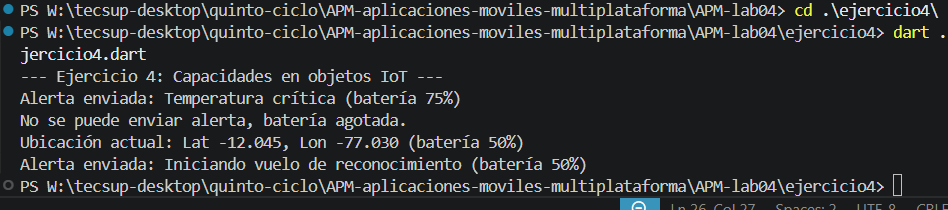 PS W:\tecsup-desktop\quinto-ciclo\APM-aplicaciones-moviles-multiplataforma\APM-lab04> cd .\ejercicio4\
PS W:\tecsup-desktop\quinto-ciclo\APM-aplicaciones-moviles-multiplataforma\APM-lab04\ejercicio4> dart .
jercicio4.dart
--- Ejercicio 4: Capacidades en objetos IoT ---
Alerta enviada: Temperatura crítica (batería 75%)
No se puede enviar alerta, batería agotada.
Ubicación actual: Lat -12.045, Lon -77.030 (batería 50%)
Alerta enviada: Iniciando vuelo de reconocimiento (batería 50%)
PS W:\tecsup-desktop\quinto-ciclo\APM-aplicaciones-moviles-multiplataforma\APM-lab04\ejercicio4>
Ln 26, Col 27 Spaces: 2 UTF-8 CRLF